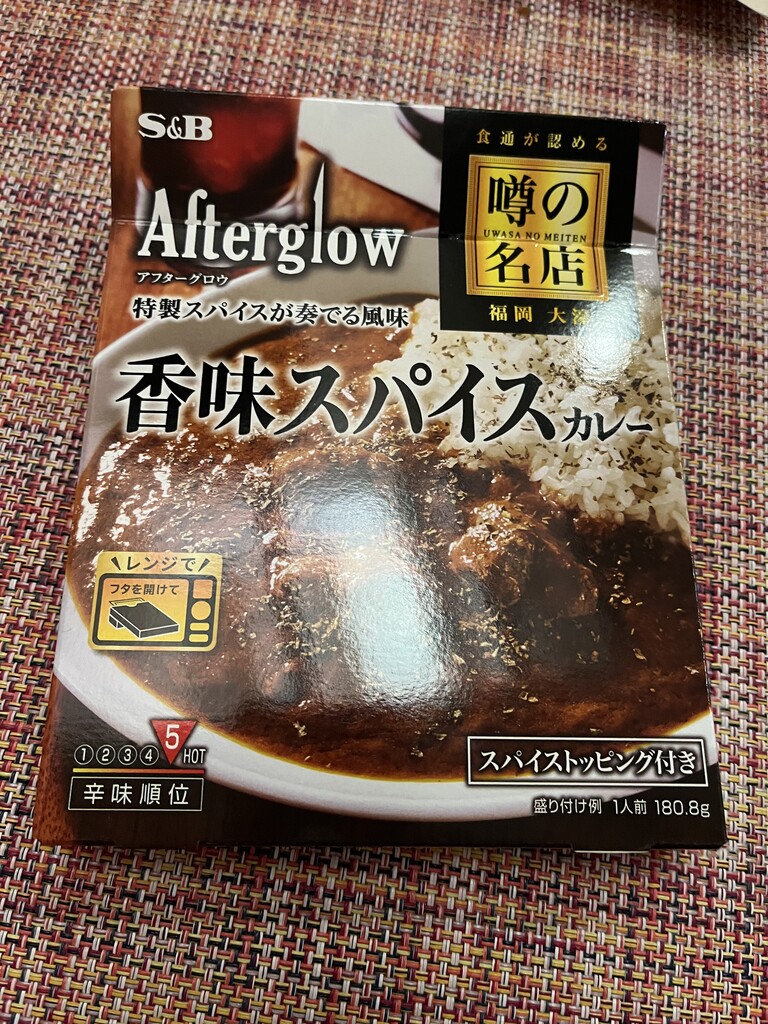 S&B
食通が認める
噂の
UWASA NO MEITEN
名店
福岡 大濠
Afterglow
アフターグロウ
特製スパイスが奏でる風味
香味スパイスカレー
レンジで
フタを開けて
1 2 3 4 5 HOT
辛味順位
スパイストッピング付き
盛り付け例 1人前 180.8g